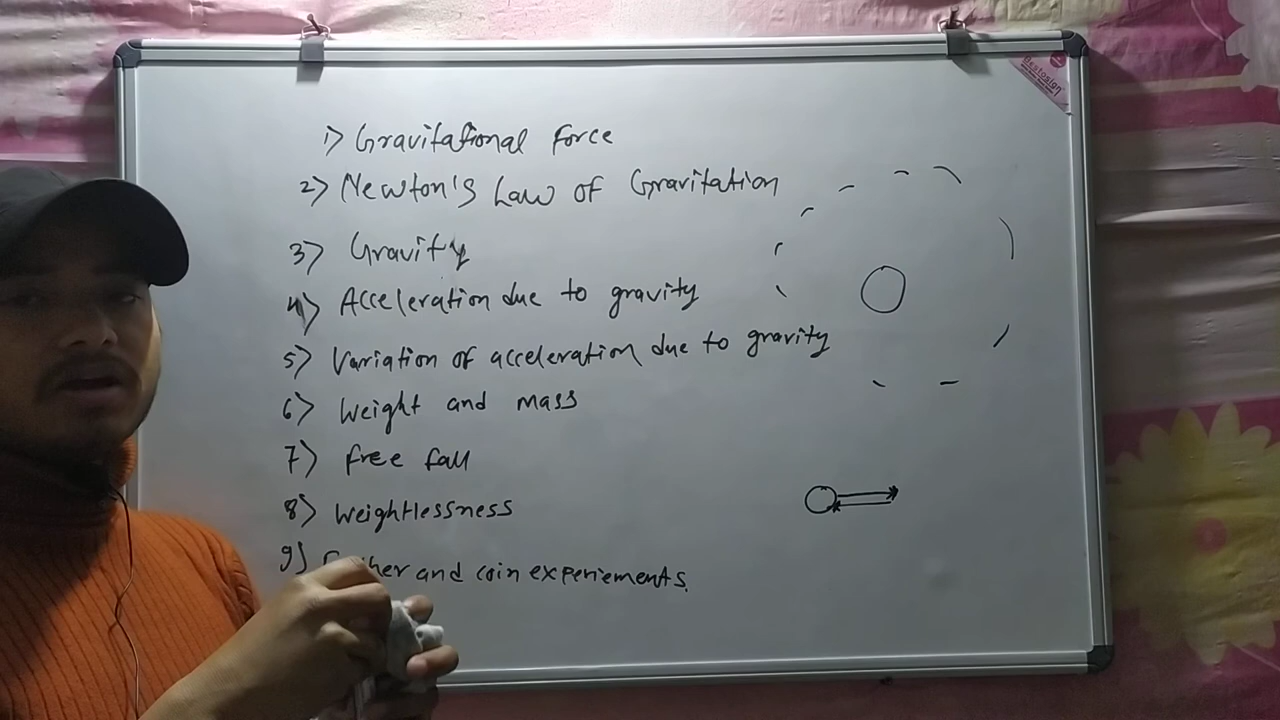 1) Gravitational Force
2) Newton's Law of Gravitation
3) Gravity
4) Acceleration due to gravity
5) Variation of acceleration due to gravity
6) Weight and mass
7) free fall
8) Weightlessness
9) and coin experiements.
Bestosign